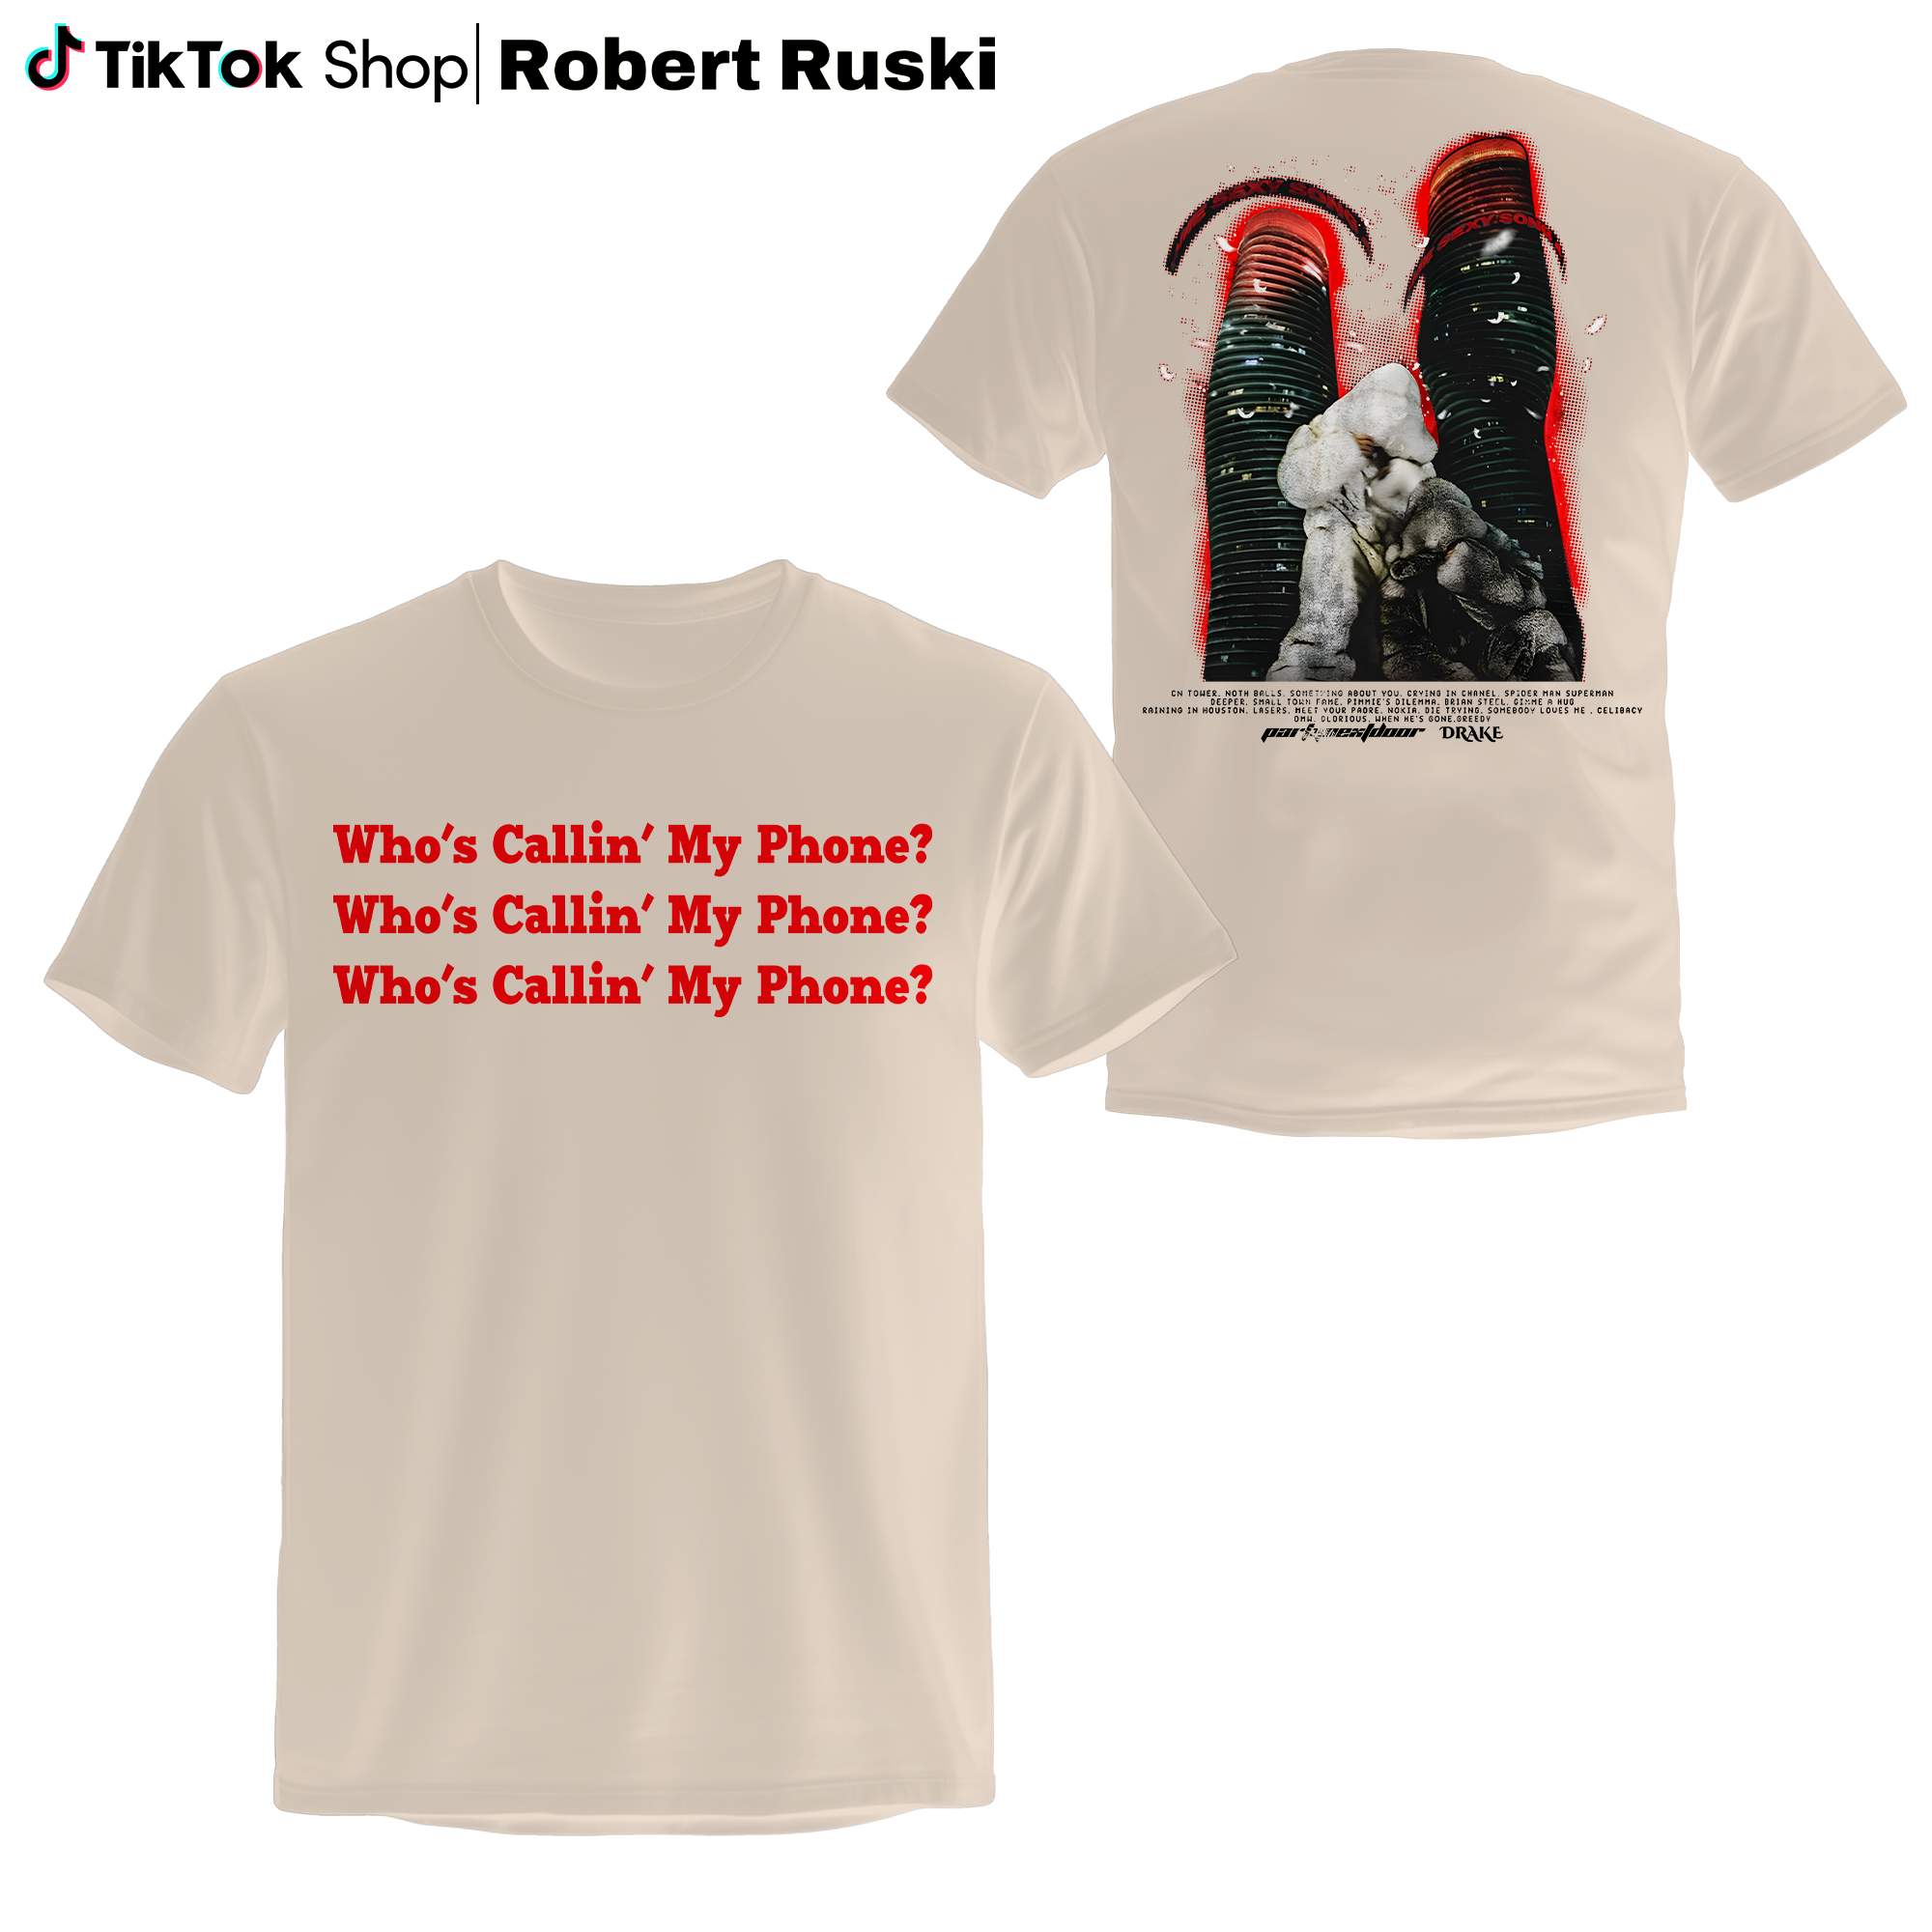 TikTok Shop | Robert Ruski
SEXY SONG
SEXY SONG
CN TOWER. NOTH BALLS. SOMETHING ABOUT YOU. CRYING IN CHANEL. SPIDER MAN SUPERMAN
DEEPER. SMALL TOWN FAME. PIMMIE'S DILEMMA. BRIAN STEEL. GIMME A HUG
RAINING IN HOUSTON. LASERS. MEET YOUR PADRE. NOKIA. DIE TRYING. SOMEBODY LOVES ME . CELIBACY
OMW. GLORIOUS. WHEN HE'S GONE.GREEDY
partynextdoor DRAKE
Who's Callin' My Phone?
Who's Callin' My Phone?
Who's Callin' My Phone?